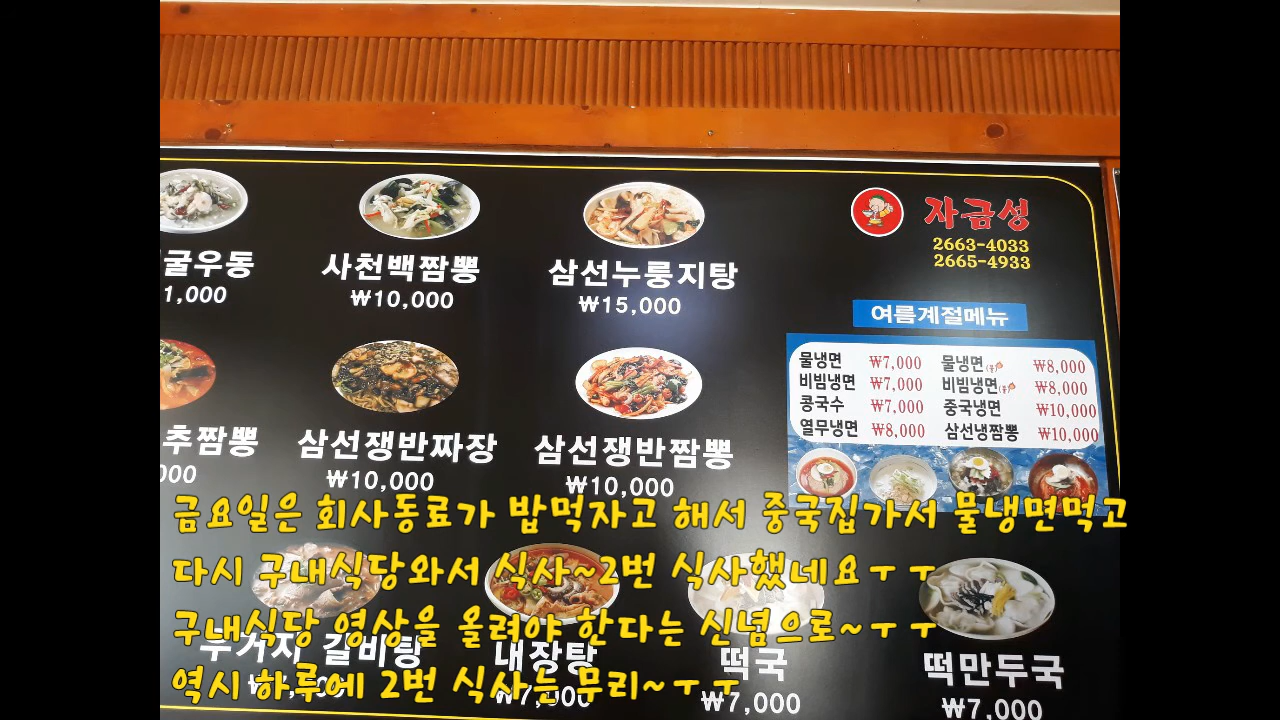 굴우동
1,000
사천백짬뽕
₩10,000
삼선누룽지탕
₩15,000
자금성
2663-4033
2665-4933
여름계절메뉴
물냉면 ₩7,000 물냉면 ₩8,000
비빔냉면 ₩7,000 비빔냉면 ₩8,000
콩국수 ₩7,000 중국냉면 ₩10,000
열무냉면 ₩8,000 삼선냉짬뽕 ₩10,000
추짬뽕
000
삼선쟁반짜장
₩10,000
삼선쟁반짬뽕
₩10,000
금요일은 회사동료가 밥먹자고 해서 중국집가서 물냉면먹고
다시 구내식당와서 식사~2번 식사했네요ㅜㅜ
구내식당 영상을 올려야 한다는 신념으로~ㅜㅜ
역시 하루에 2번 식사는 무리~ㅜㅜ
우거지 갈비탕
내장탕
₩7,000
떡국
₩7,000
떡만두국
₩7,000